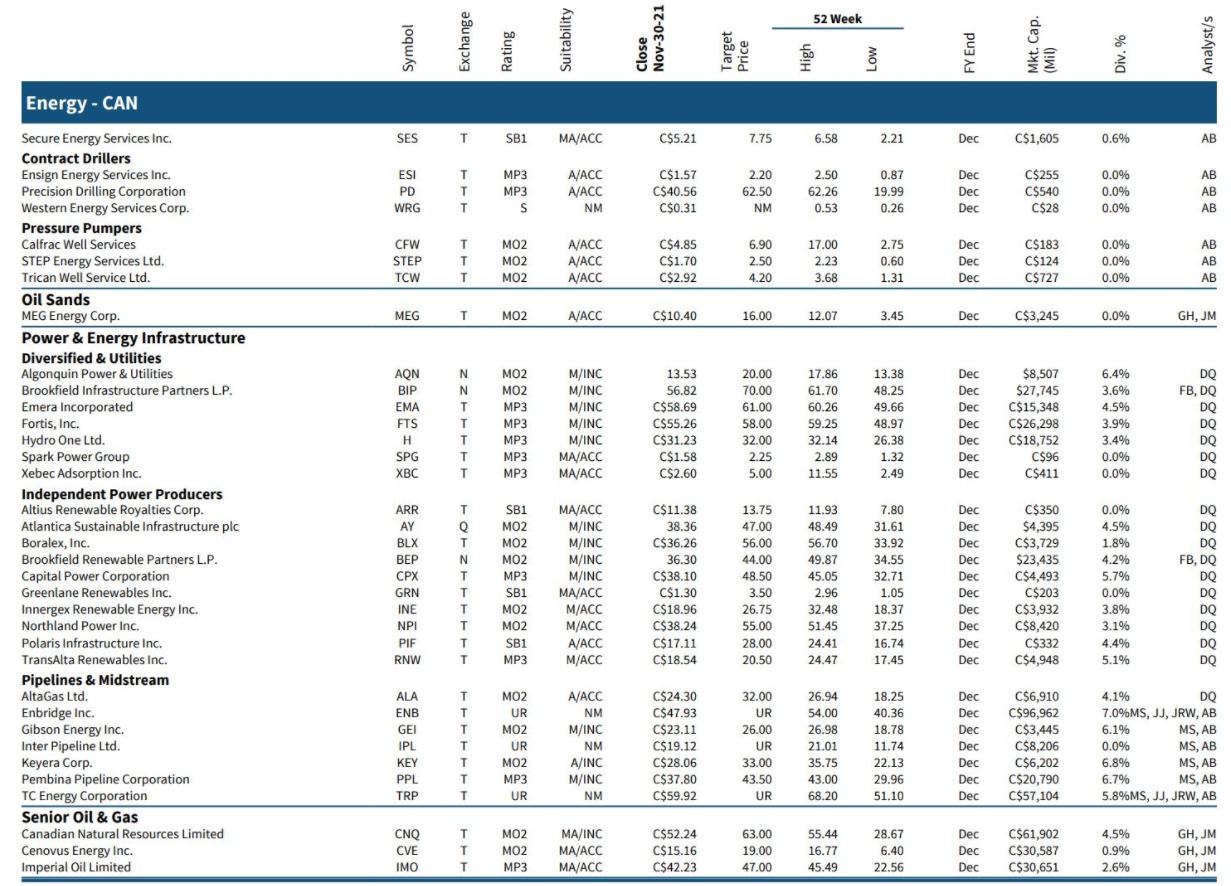 Symbol Exchange Rating Suitability Close Nov-30-21 Target Price 52 Week High Low FY End Mkt. Cap. (Mil) Div. % Analyst/s
Energy - CAN
Secure Energy Services Inc. SES T SB1 MA/ACC C$5.21 7.75 6.58 2.21 Dec C$1,605 0.6% AB
Contract Drillers
Ensign Energy Services Inc. ESI T MP3 A/ACC C$1.57 2.20 2.50 0.87 Dec C$255 0.0% AB
Precision Drilling Corporation PD T MP3 A/ACC C$40.56 62.50 62.26 19.99 Dec C$540 0.0% AB
Western Energy Services Corp. WRG T S NM C$0.31 NM 0.53 0.26 Dec C$28 0.0% AB
Pressure Pumpers
Calfrac Well Services CFW T MO2 A/ACC C$4.85 6.90 17.00 2.75 Dec C$183 0.0% AB
STEP Energy Services Ltd. STEP T MO2 A/ACC C$1.70 2.50 2.23 0.60 Dec C$124 0.0% AB
Trican Well Service Ltd. TCW T MO2 A/ACC C$2.92 4.20 3.68 1.31 Dec C$727 0.0% AB
Oil Sands
MEG Energy Corp. MEG T MO2 A/ACC C$10.40 16.00 12.07 3.45 Dec C$3,245 0.0% GH, JM
Power & Energy Infrastructure
Diversified & Utilities
Algonquin Power & Utilities AQN N MO2 M/INC 13.53 20.00 17.86 13.38 Dec $8,507 6.4% DQ
Brookfield Infrastructure Partners L.P. BIP N MO2 M/INC 56.82 70.00 61.70 48.25 Dec $27,745 3.6% FB, DQ
Emera Incorporated EMA T MP3 M/INC C$58.69 61.00 60.26 49.66 Dec C$15,348 4.5% DQ
Fortis, Inc. FTS T MP3 M/INC C$55.26 58.00 59.25 48.97 Dec C$26,298 3.9% DQ
Hydro One Ltd. H T MP3 M/INC C$31.23 32.00 32.14 26.38 Dec C$18,752 3.4% DQ
Spark Power Group SPG T MP3 MA/ACC C$1.58 2.25 2.89 1.32 Dec C$96 0.0% DQ
Xebec Adsorption Inc. XBC T MP3 MA/ACC C$2.60 5.00 11.55 2.49 Dec C$411 0.0% DQ
Independent Power Producers
Altius Renewable Royalties Corp. ARR T SB1 MA/ACC C$11.38 13.75 11.93 7.80 Dec C$350 0.0% DQ
Atlantica Sustainable Infrastructure plc AY Q MO2 M/INC 38.36 47.00 48.49 31.61 Dec $4,395 4.5% DQ
Boralex, Inc. BLX T MO2 M/INC C$36.26 56.00 56.70 33.92 Dec C$3,729 1.8% DQ
Brookfield Renewable Partners L.P. BEP N MO2 M/INC 36.30 44.00 49.87 34.55 Dec $23,435 4.2% FB, DQ
Capital Power Corporation CPX T MP3 M/INC C$38.10 48.50 45.05 32.71 Dec C$4,493 5.7% DQ
Greenlane Renewables Inc. GRN T SB1 MA/ACC C$1.30 3.50 2.96 1.05 Dec C$203 0.0% DQ
Innergex Renewable Energy Inc. INE T MO2 M/ACC C$18.96 26.75 32.48 18.37 Dec C$3,932 3.8% DQ
Northland Power Inc. NPI T MO2 M/ACC C$38.24 55.00 51.45 37.25 Dec C$8,420 3.1% DQ
Polaris Infrastructure Inc. PIF T SB1 A/ACC C$17.11 28.00 24.41 16.74 Dec C$332 4.4% DQ
TransAlta Renewables Inc. RNW T MP3 M/ACC C$18.54 20.50 24.47 17.45 Dec C$4,948 5.1% DQ
Pipelines & Midstream
AltaGas Ltd. ALA T MO2 A/ACC C$24.30 32.00 26.94 18.25 Dec C$6,910 4.1% DQ
Enbridge Inc. ENB T UR NM C$47.93 UR 54.00 40.36 Dec C$96,962 7.0%MS, JJ, JRW, AB
Gibson Energy Inc. GEI T MO2 M/INC C$23.11 26.00 26.98 18.78 Dec C$3,445 6.1% MS, AB
Inter Pipeline Ltd. IPL T UR NM C$19.12 UR 21.01 11.74 Dec C$8,206 0.0% MS, AB
Keyera Corp. KEY T MO2 A/INC C$28.06 33.00 35.75 22.13 Dec C$6,202 6.8% MS, AB
Pembina Pipeline Corporation PPL T MP3 M/INC C$37.80 43.50 43.00 29.96 Dec C$20,790 6.7% MS, AB
TC Energy Corporation TRP T UR NM C$59.92 UR 68.20 51.10 Dec C$57,104 5.8%MS, JJ, JRW, AB
Senior Oil & Gas
Canadian Natural Resources Limited CNQ T MO2 MA/INC C$52.24 63.00 55.44 28.67 Dec C$61,902 4.5% GH, JM
Cenovus Energy Inc. CVE T MO2 MA/ACC C$15.16 19.00 16.77 6.40 Dec C$30,587 0.9% GH, JM
Imperial Oil Limited IMO T MP3 MA/ACC C$42.23 47.00 45.49 22.56 Dec C$30,651 2.6% GH, JM